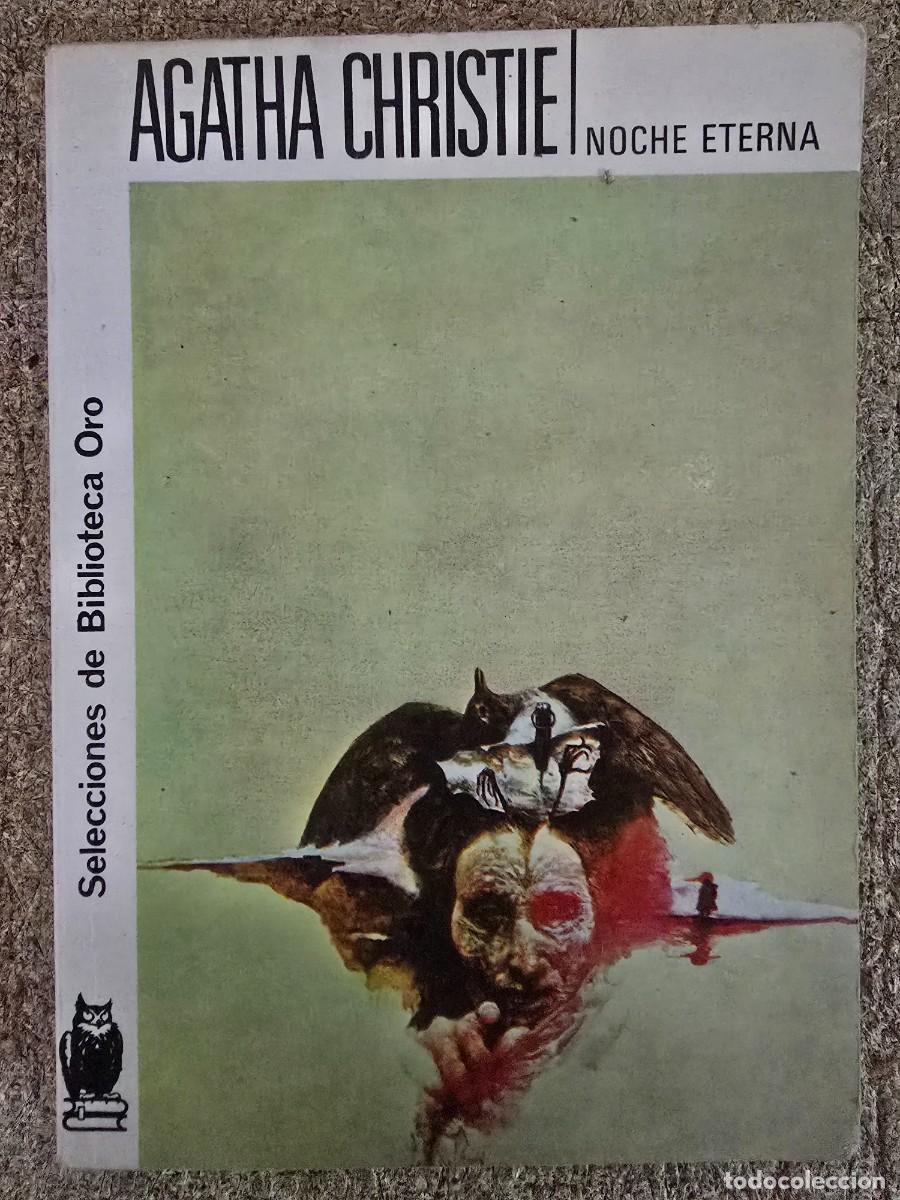 AGATHA CHRISTIE
NOCHE ETERNA
Selecciones de Biblioteca Oro
todocoleccion